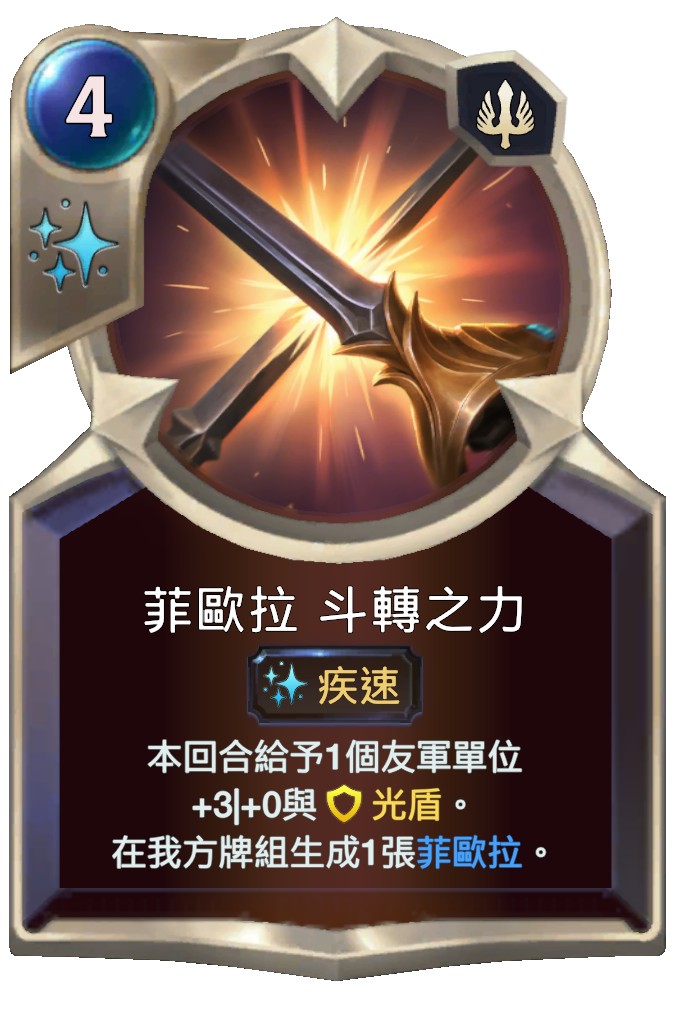 4
菲歐拉 斗轉之力
疾速
本回合給予1個友軍單位
+3|+0與 光盾。
在我方牌組生成1張菲歐拉。